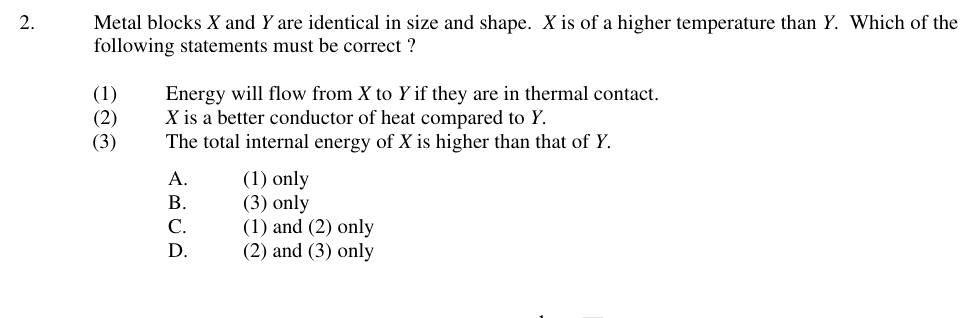 2. Metal blocks X and Y are identical in size and shape. X is of a higher temperature than Y. Which of the
following statements must be correct ?
(1) Energy will flow from X to Y if they are in thermal contact.
(2) X is a better conductor of heat compared to Y.
(3) The total internal energy of X is higher than that of Y.
A. (1) only
B. (3) only
C. (1) and (2) only
D. (2) and (3) only